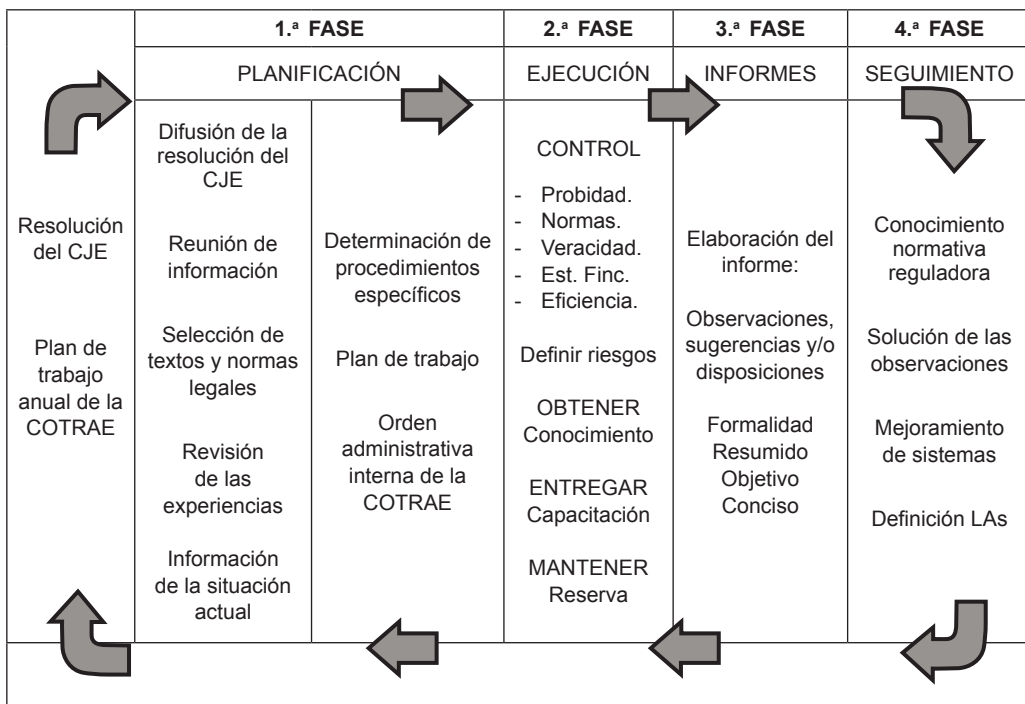 1.ª FASE
2.ª FASE
3.ª FASE
4.ª FASE
PLANIFICACIÓN
EJECUCIÓN
INFORMES
SEGUIMIENTO
Resolución
del CJE
Plan de
trabajo
anual de la
COTRAE
Difusión de la
resolución del
CJE
Reunión de
información
Selección de
textos y normas
legales
Revisión
de las
experiencias
Información
de la situación
actual
Determinación de
procedimientos
específicos
Plan de trabajo
Orden
administrativa
interna de la
COTRAE
CONTROL
- Probidad.
- Normas.
- Veracidad.
- Est. Finc.
- Eficiencia.
Definir riesgos
OBTENER
Conocimiento
ENTREGAR
Capacitación
MANTENER
Reserva
Elaboración del
informe:
Observaciones,
sugerencias y/o
disposiciones
Formalidad
Resumido
Objetivo
Conciso
Conocimiento
normativa
reguladora
Solución de las
observaciones
Mejoramiento
de sistemas
Definición LAs